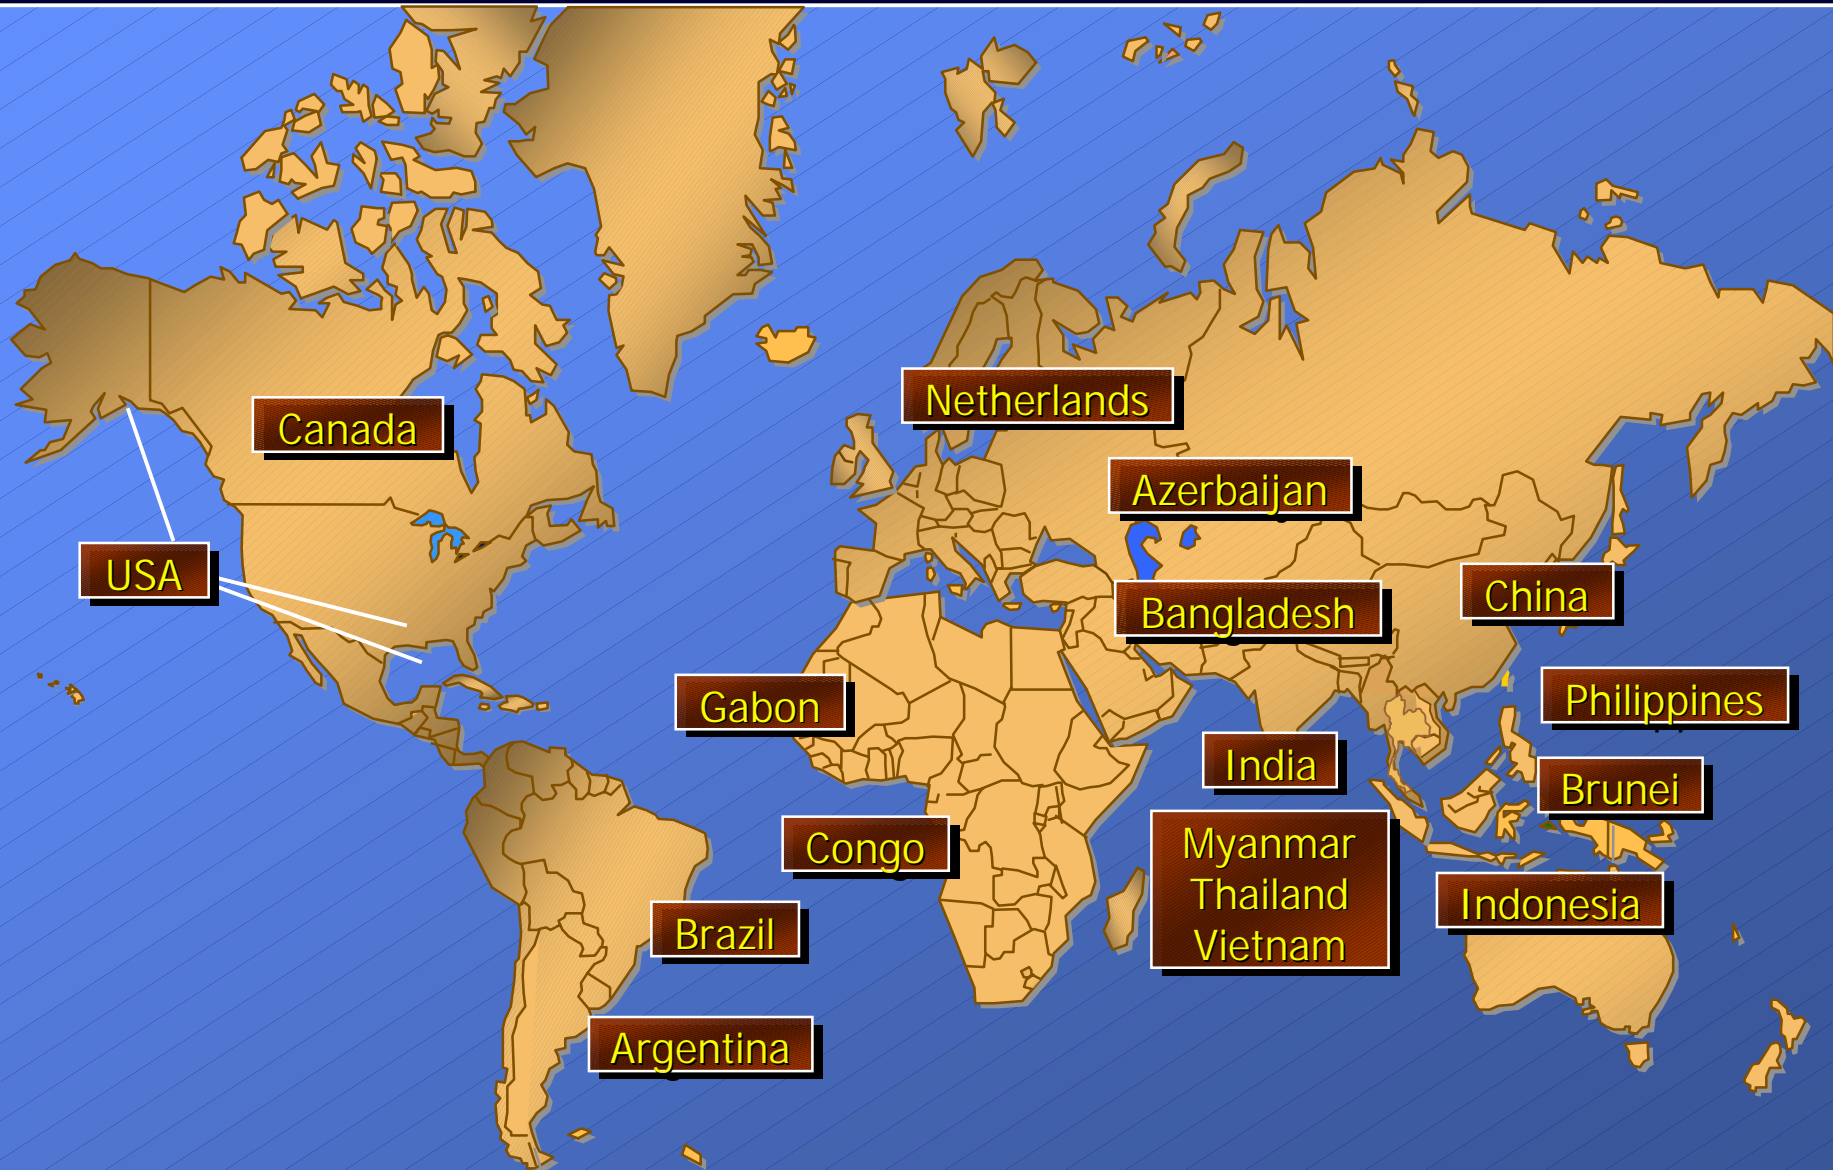 Netherlands
Canada
Azerbaijan
USA
China
Bangladesh
Gabon
Philippines
India
Brunei
Congo
Myanmar
Thailand
Vietnam
Indonesia
Brazil
Argentina